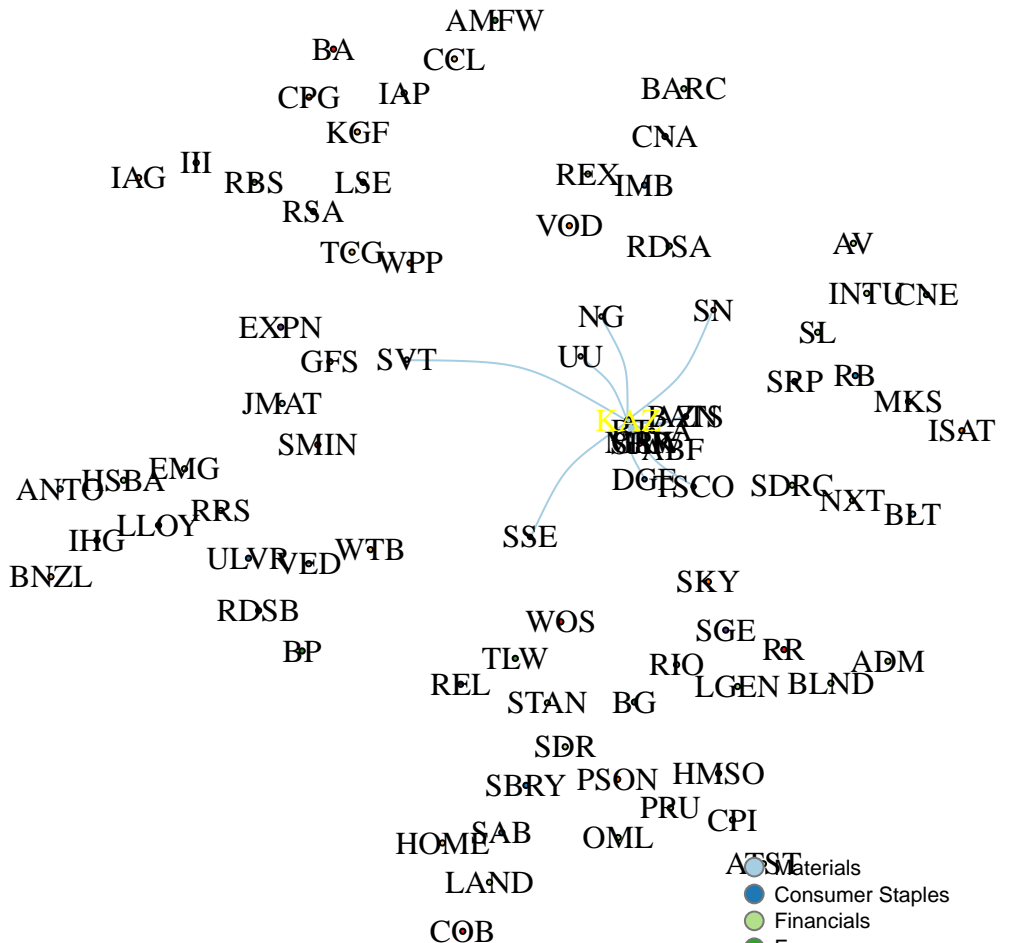 AMFW
BA
CCL
CPG
IAP
BARC
KGF
CNA
III
IAG
RBS
LSE
REX
IMB
RSA
VOD
TCG
WPP
RDSA
AV
INTU
CNE
EXPN
NG
SN
SL
GFS
SVT
UU
SRP
RB
JMAT
MKS
KAZ
ISAT
SMIN
ABF
EMG
HSBA
ANTO
DGE
TSCO
SDRC
NXT
RRS
LLOY
BLT
IHG
SSE
WTB
ULVR
VED
BNZL
SKY
RDSB
WOS
SGE
BP
TLW
RIO
RR
ADM
REL
LGEN
BLND
STAN
BG
SDR
SBRY
PSON
HMSO
PRU
CPI
SAB
HOME
OML
ATST
Materials
LAND
Consumer Staples
Financials
COB